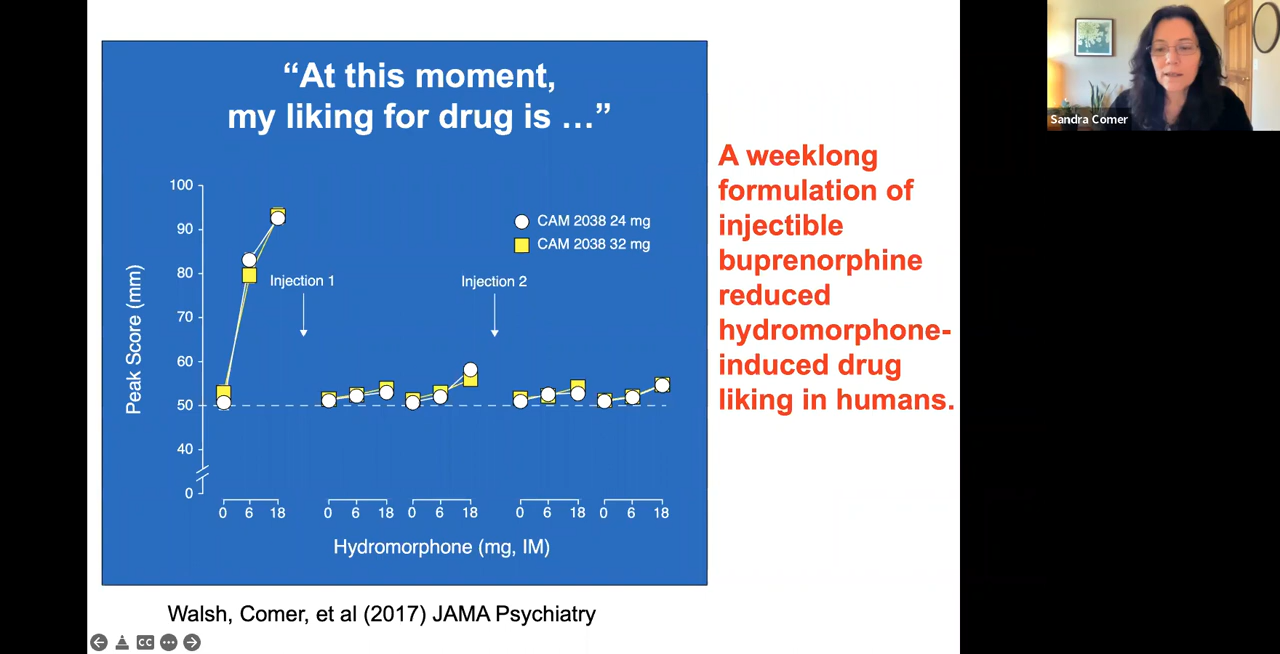 “At this moment,
my liking for drug is …”
100
90
80
70
60
50
40
0
Peak Score (mm)
CAM 2038 24 mg
CAM 2038 32 mg
Injection 1
Injection 2
0 6 18 0 6 18 0 6 18 0 6 18 0 6 18
Hydromorphone (mg, IM)
A weeklong
formulation of
injectible
buprenorphine
reduced
hydromorphone-
induced drug
liking in humans.
Walsh, Comer, et al (2017) JAMA Psychiatry
CC
Sandra Comer